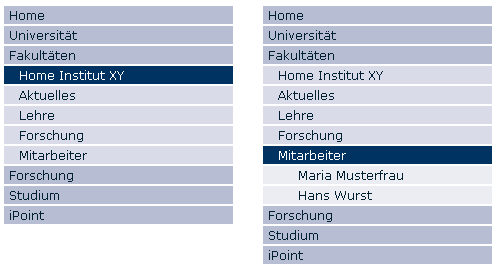 Home
Universität
Fakultäten
Home Institut XY
Aktuelles
Lehre
Forschung
Mitarbeiter
Forschung
Studium
iPoint
Home
Universität
Fakultäten
Home Institut XY
Aktuelles
Lehre
Forschung
Mitarbeiter
Maria Musterfrau
Hans Wurst
Forschung
Studium
iPoint